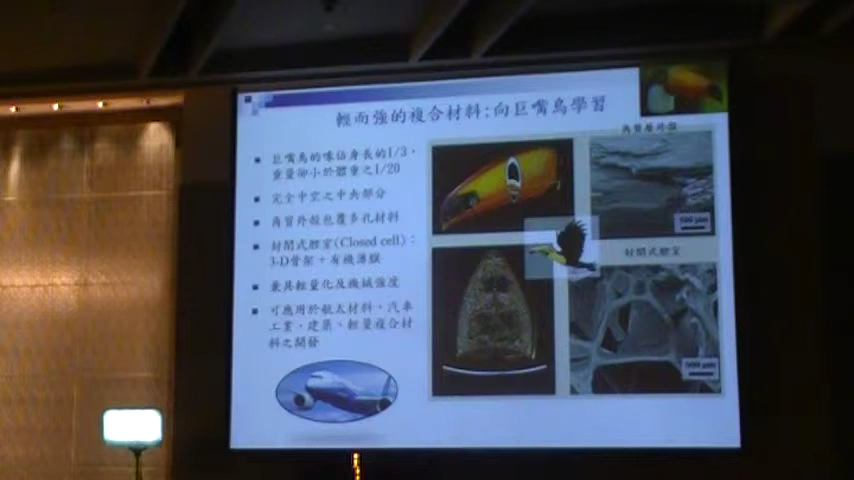 輕而強的複合材料:向巨嘴鳥學習
巨嘴鳥的喙佔身長的1/3,
重量卻小於體重之1/20
完全中空之中央部分
角質外殼包覆多孔材料
封閉式腔室(Closed cell):
3-D骨架+有機薄膜
兼具輕量化及機械強度
可應用於航太材料、汽車
工業、建築、輕量複合材
料之開發
角質層外殼
100 μm
封閉式腔室
500 μm